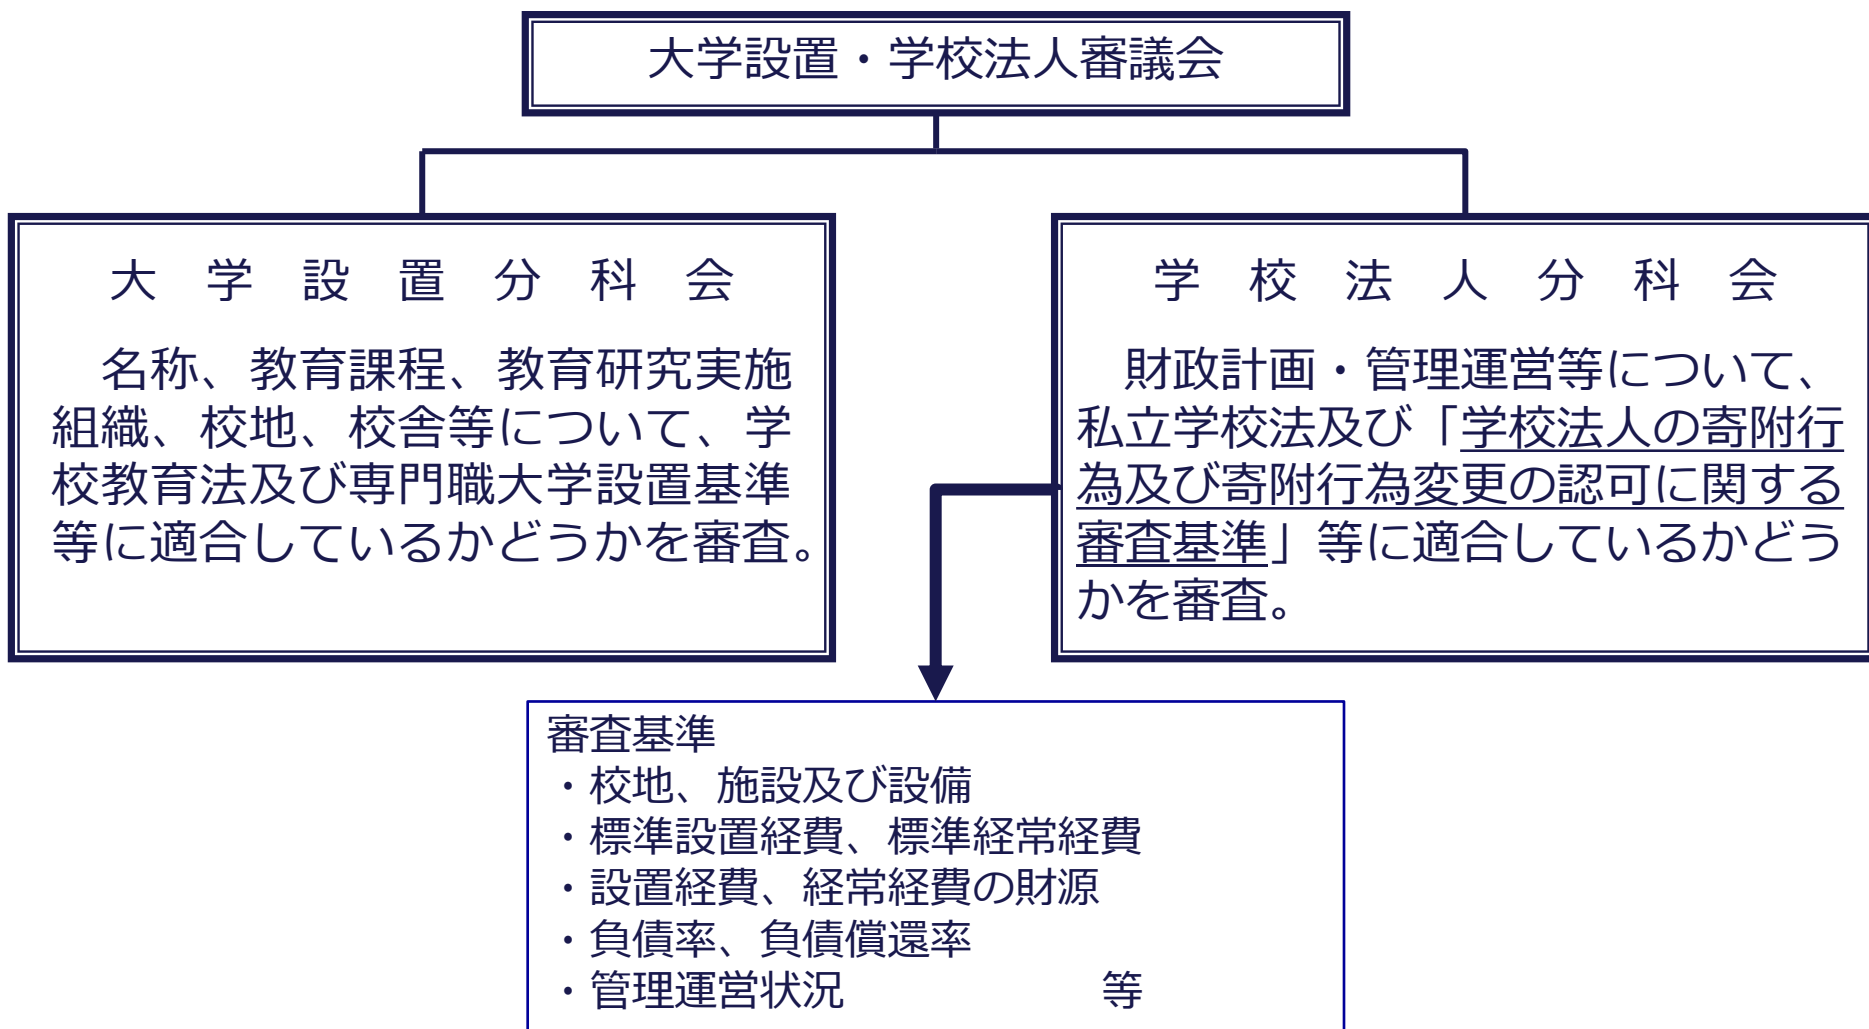 大学設置・学校法人審議会
大学設置分科会
名称、教育課程、教育研究実施
組織、校地、校舎等について、学
校教育法及び専門職大学設置基準
等に適合しているかどうかを審査。
学校法人分科会
財政計画・管理運営等について、
私立学校法及び「学校法人の寄附行
為及び寄附行為変更の認可に関する
審査基準」等に適合しているかどう
かを審査。
審査基準
・校地、施設及び設備
・標準設置経費、標準経常経費
・設置経費、経常経費の財源
・負債率、負債償還率
・管理運営状況　　　　　　等